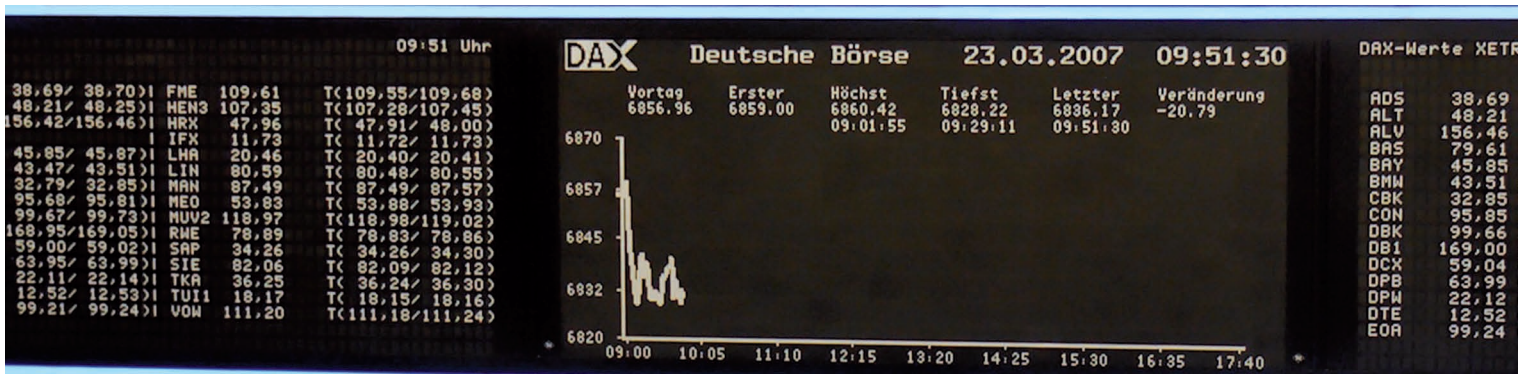 09:51 Uhr
38,69/ 38,70)| FME 109,61 T(109,55/109,68)
48,21/ 48,25)| HEN3 107,35 T(107,28/107,45)
156,42/156,46)| HRX 47,96 T( 47,91/ 48,00)
| IFX 11,73 T( 11,72/ 11,73)
45,85/ 45,87)| LHA 20,46 T( 20,40/ 20,41)
43,47/ 43,51)| LIN 80,59 T( 80,48/ 80,55)
32,79/ 32,85)| MAN 87,49 T( 87,49/ 87,57)
95,68/ 95,81)| MEO 53,83 T( 53,88/ 53,93)
99,67/ 99,73)| MUV2 118,97 T(118,98/119,02)
168,95/169,05)| RWE 78,89 T( 78,83/ 78,86)
59,00/ 59,02)| SAP 34,26 T( 34,26/ 34,30)
63,95/ 63,99)| SIE 82,06 T( 82,09/ 82,12)
22,11/ 22,14)| TKA 36,25 T( 36,24/ 36,30)
12,52/ 12,53)| TUI1 18,17 T( 18,15/ 18,16)
99,21/ 99,24)| VOW 111,20 T(111,18/111,24)
DAX Deutsche Börse 23.03.2007 09:51:30
Vortag Erster Höchst Tiefst Letzter Veränderung
6856.96 6859.00 6860.42 6828.22 6836.17 -20.79
09:01:55 09:29:11 09:51:30
6870
6857
6845
6832
6820
09:00 10:05 11:10 12:15 13:20 14:25 15:30 16:35 17:40
DAX-Werte XETR
ADS 38,69
ALT 48,21
ALV 156,46
BAS 79,61
BAY 45,85
BMW 43,51
CBK 32,85
CON 95,85
DBK 99,66
DB1 169,00
DCX 59,04
DPB 63,99
DPW 22,12
DTE 12,52
EOA 99,24